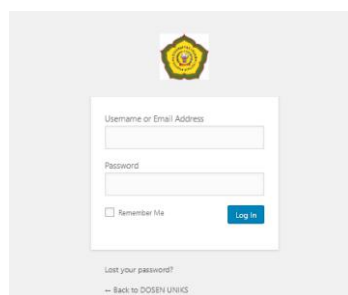 Username or Email Address
Password
Remember Me
Log In
Lost your password?
← Back to DOSEN UNIKS